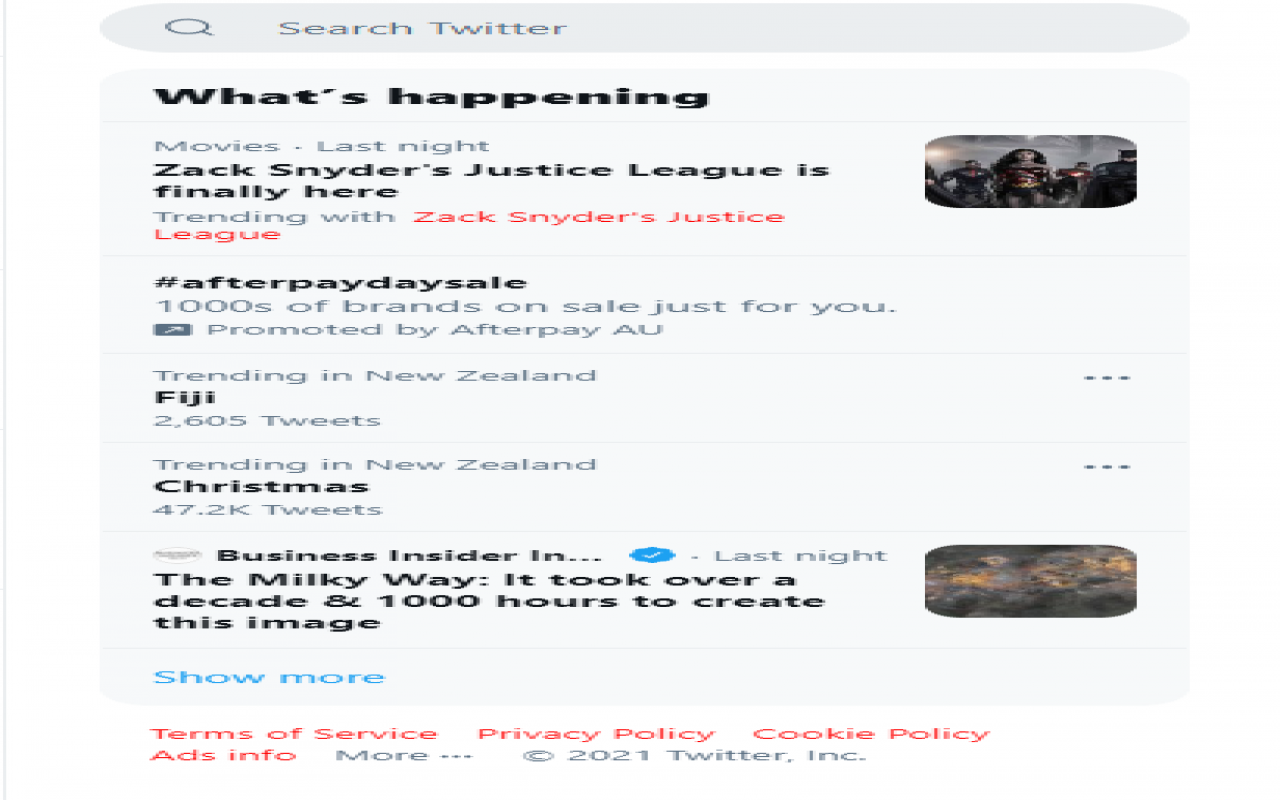 Search Twitter
What's happening
Movies · Last night
Zack Snyder's Justice League is
finally here
Trending with Zack Snyder's Justice
League
#afterpaydaysale
1000s of brands on sale just for you.
Promoted by Afterpay AU
Trending in New Zealand
Fiji
2,605 Tweets
Trending in New Zealand
Christmas
47.2K Tweets
Business Insider In... · Last night
The Milky Way: It took over a
decade & 1000 hours to create
this image
Show more
Terms of Service Privacy Policy Cookie Policy
Ads info More ··· © 2021 Twitter, Inc.